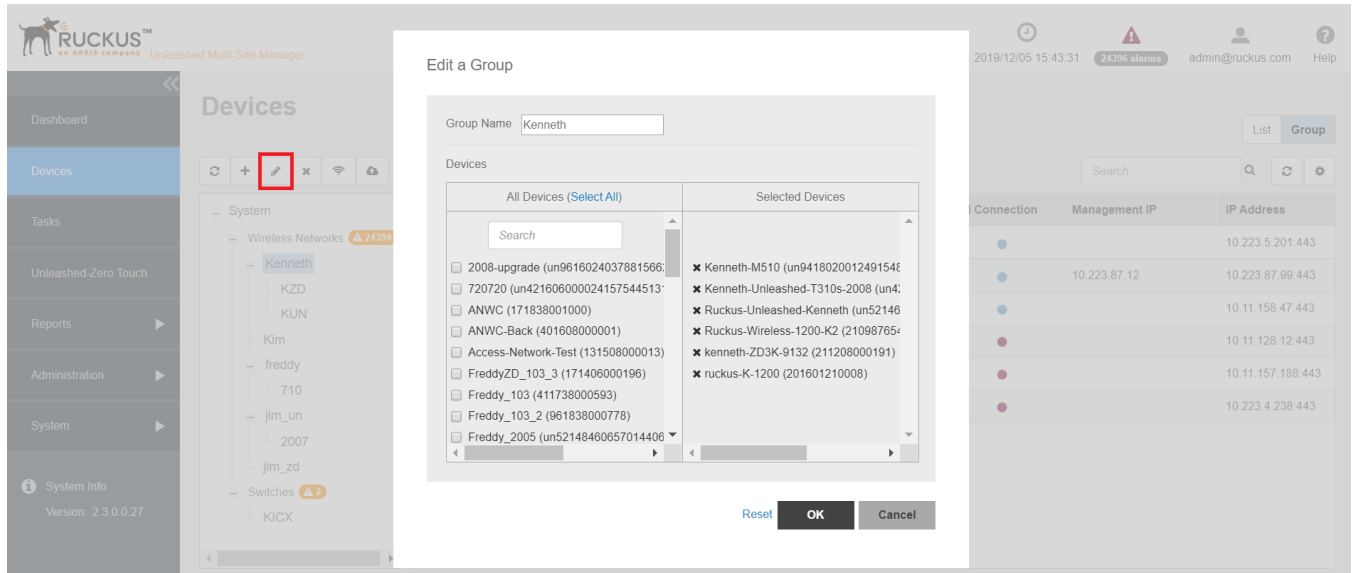 RUCKUS™
an ARRIS company
Unleashed Multi-Site Manager
2019/12/05 15:43:31
24396 alarms
admin@ruckus.com
Help
Dashboard
Devices
Tasks
Unleashed-Zero Touch
Reports
Administration
System
System Info
Version: 2.3.0.0.27
Devices
List
Group
Search
System
Wireless Networks
24394
Kenneth
KZD
KUN
Kim
freddy
710
jim_un
2007
jim_zd
Switches
2
KICX
Edit a Group
Group Name
Kenneth
Devices
All Devices (Select All)
Search
2008-upgrade (un9616024037881566
720720 (un421606000024157544513
ANWC (171838001000)
ANWC-Back (401608000001)
Access-Network-Test (131508000013)
FreddyZD_103_3 (171406000196)
Freddy_103 (411738000593)
Freddy_103_2 (961838000778)
Freddy_2005 (un52148460657014406
Selected Devices
Kenneth-M510 (un9418020012491548
Kenneth-Unleashed-T310s-2008 (un4
Ruckus-Unleashed-Kenneth (un52146
Ruckus-Wireless-1200-K2 (210987654
kenneth-ZD3K-9132 (211208000191)
ruckus-K-1200 (201601210008)
Reset
OK
Cancel
Connection
Management IP
IP Address
10.223.5.201:443
10.223.87.12
10.223.87.99:443
10.11.158.47:443
10.11.128.12:443
10.11.157.188:443
10.223.4.238:443